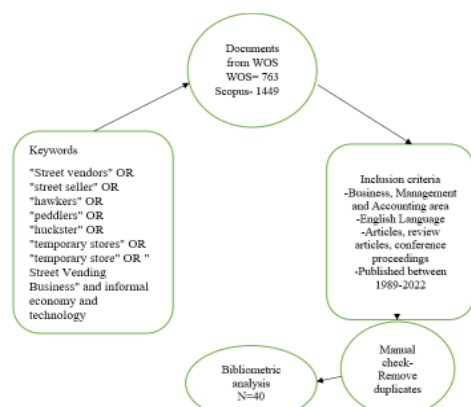 Documents
from WOS
WOS= 763
Scopus- 1449
Keywords
"Street vendors" OR
"street seller" OR
"hawkers" OR
"peddlers" OR
"huckster" OR
"temporary stores" OR
"temporary store" OR "
Street Vending
Business" and informal
economy and
technology
Inclusion criteria
-Business, Management
and Accounting area
-English Language
-Articles, review
articles, conference
proceedings
-Published between
1989-2022
Manual
check-
Remove
duplicates
Bibliometric
analysis
N=40